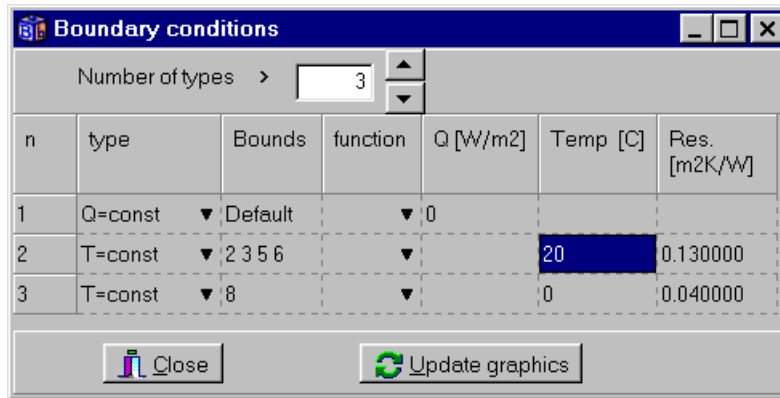 Boundary conditions
Number of types > 3
n type Bounds function Q [W/m2] Temp [C] Res. [m2K/W]
1 Q=const Default 0
2 T=const 2 3 5 6 20 0.130000
3 T=const 8 0 0.040000
Close Update graphics